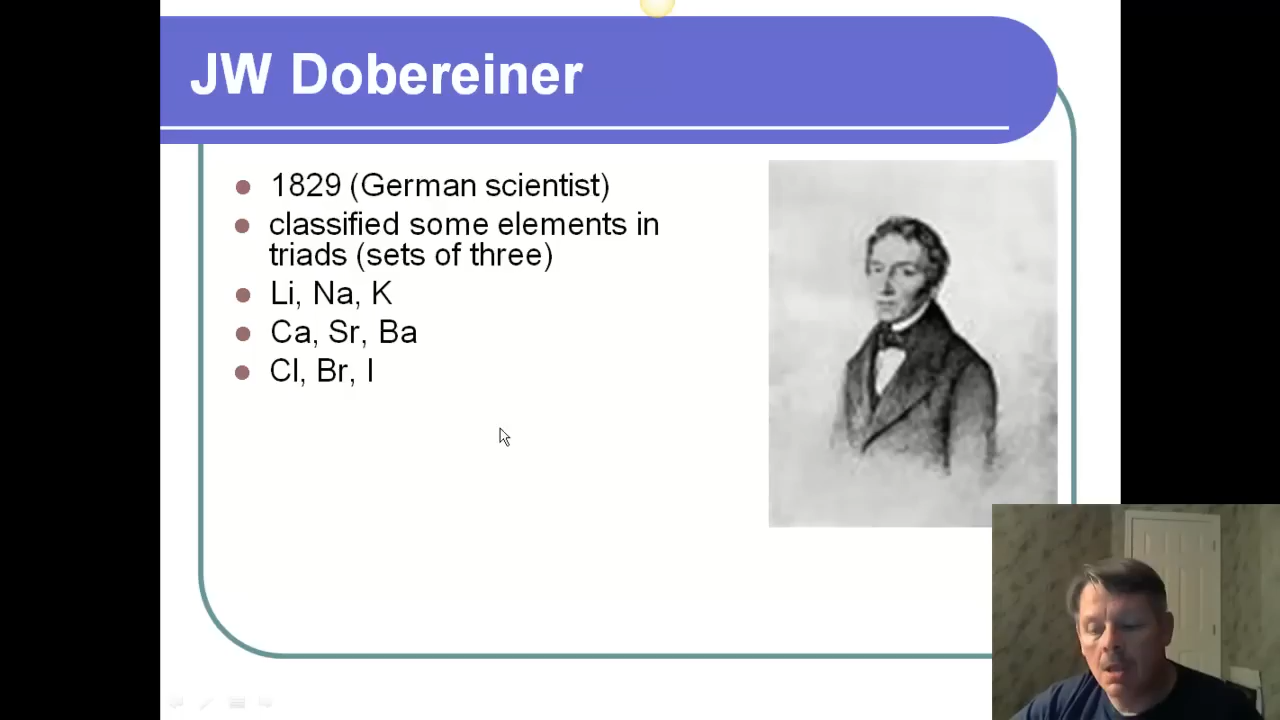 JW Dobereiner
1829 (German scientist)
classified some elements in
triads (sets of three)
Li, Na, K
Ca, Sr, Ba
Cl, Br, I